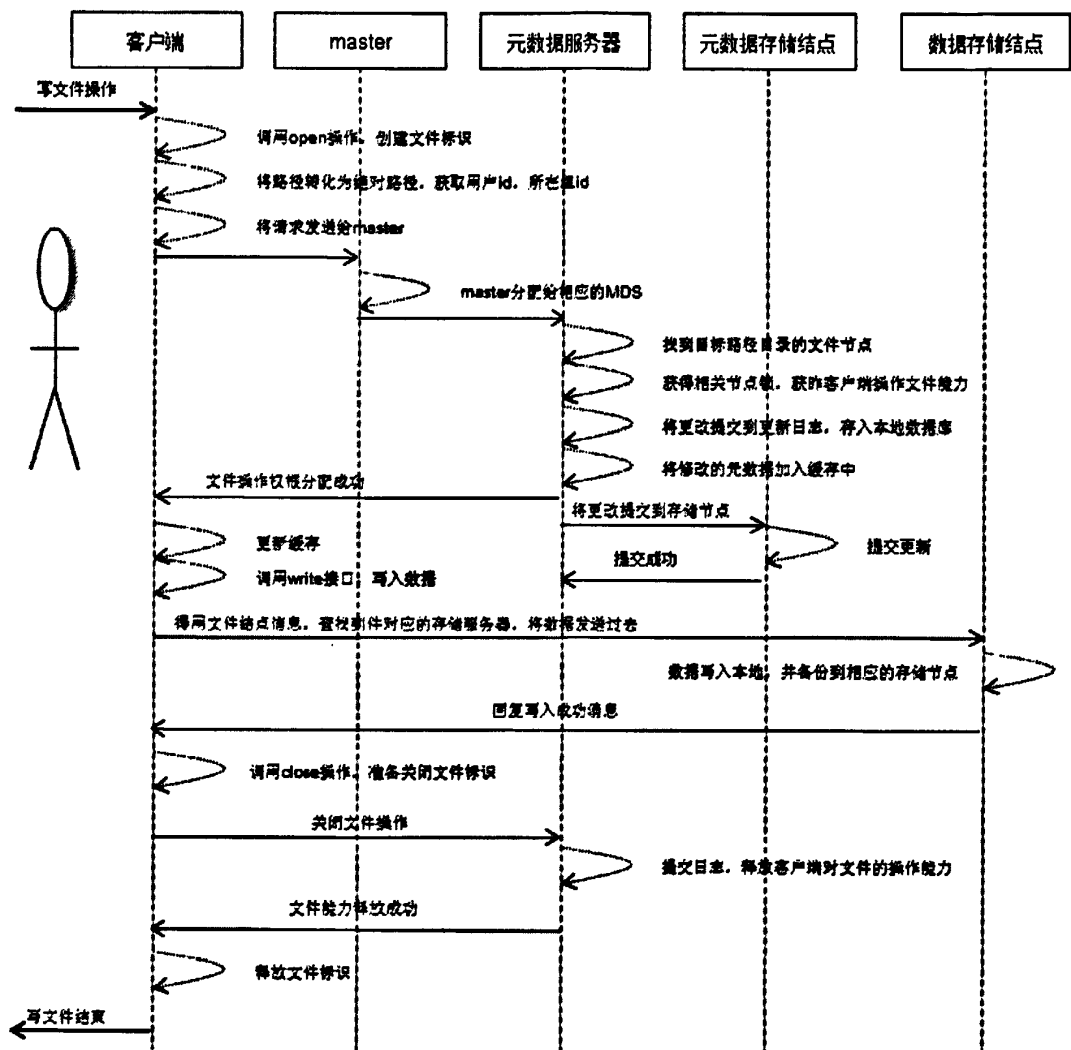 客户端
master
元数据服务器
元数据存储结点
数据存储结点
写文件操作
调用open操作，创建文件标识
将路径转化为绝对路径，获取用户id，所在组id
将请求发送给master
master分配给相应的MDS
找到目标路径目录的文件节点
获得相关节点锁，获昨客户端操作文件能力
将更改提交到更新日志，存入本地数据库
将修改的元数据加入缓存中
文件操作权限分配成功
将更改提交到存储节点
更新缓存
提交更新
提交成功
调用write接口，写入数据
得用文件结点信息，查找到件对应的存储服务器，将数据发送过去
数据写入本地，并备份到相应的存储节点
回复写入成功消息
调用close操作，准备关闭文件标识
关闭文件操作
提交日志，释放客户端对文件的操作能力
文件能力释放成功
释放文件标识
写文件结束